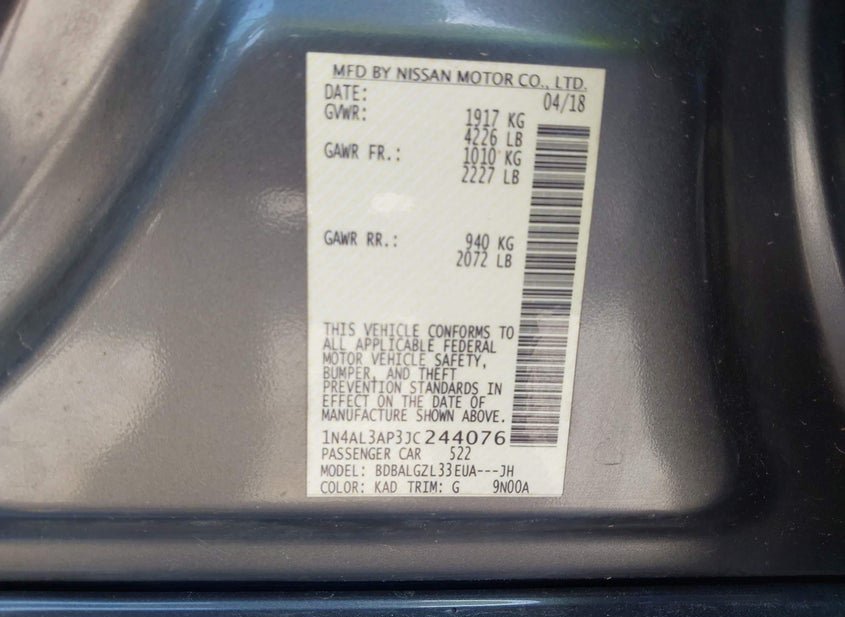 MFD BY NISSAN MOTOR CO., LTD.
DATE: 04/18
GVWR: 1917 KG
4226 LB
GAWR FR.: 1010 KG
2227 LB
GAWR RR.: 940 KG
2072 LB
THIS VEHICLE CONFORMS TO
ALL APPLICABLE FEDERAL
MOTOR VEHICLE SAFETY,
BUMPER, AND THEFT
PREVENTION STANDARDS IN
EFFECT ON THE DATE OF
MANUFACTURE SHOWN ABOVE.
1N4AL3AP3JC244076
PASSENGER CAR 522
MODEL: BDBALGZL33EUA---JH
COLOR: KAD TRIM: G 9N00A